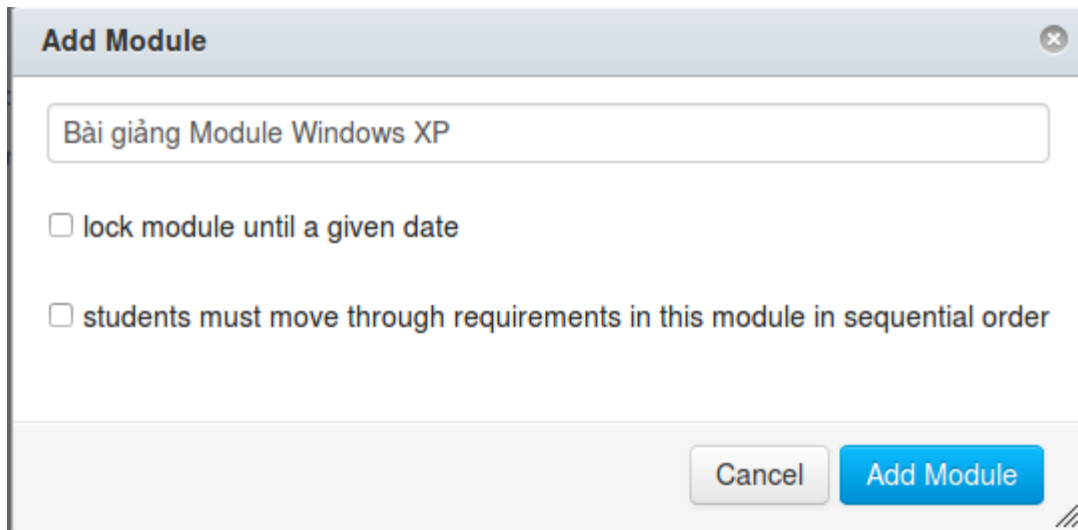 Add Module
Bài giảng Module Windows XP
lock module until a given date
students must move through requirements in this module in sequential order
Cancel
Add Module